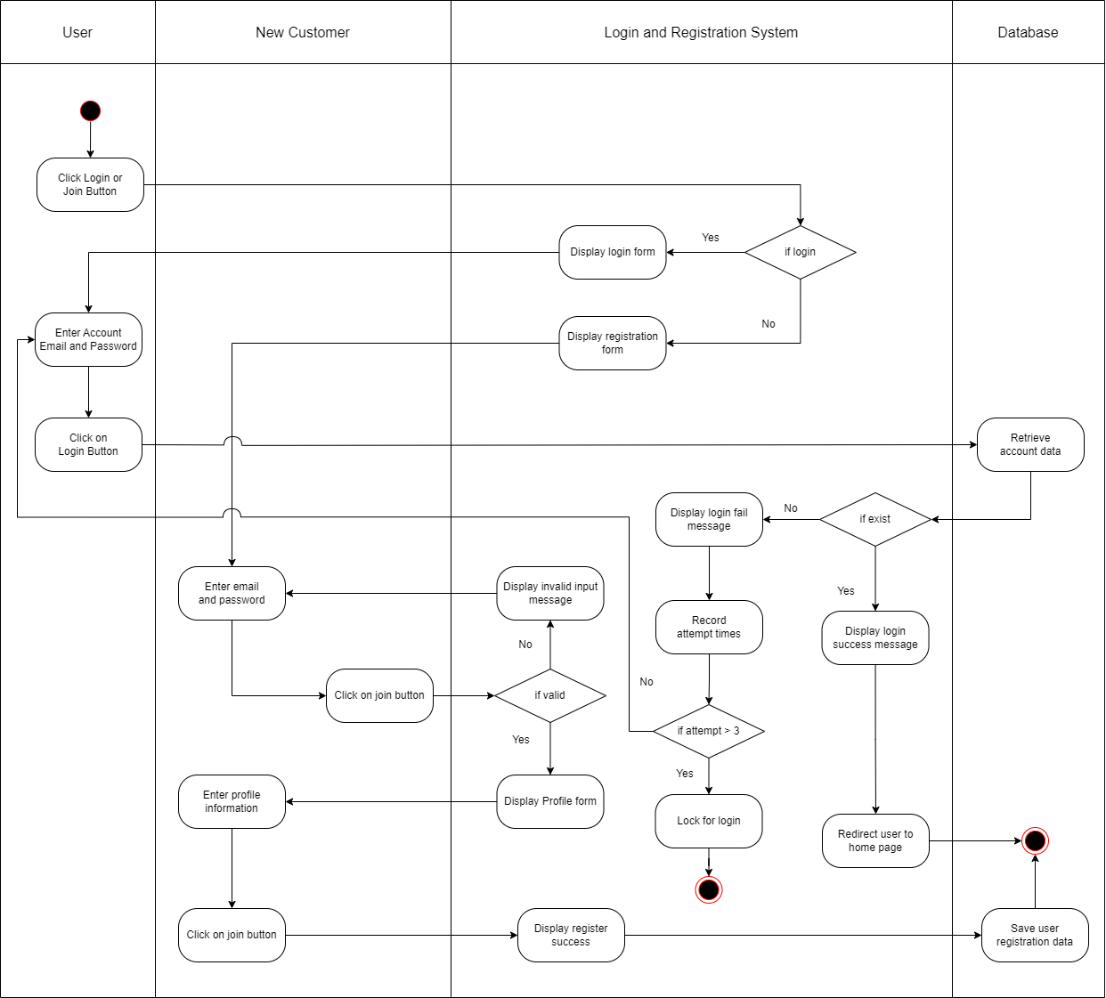 User
New Customer
Login and Registration System
Database
Click Login or
Join Button
Yes
if login
Display login form
No
Enter Account
Email and Password
Display registration
form
Click on
Login Button
Retrieve
account data
Display login fail
message
No
if exist
Enter email
and password
Display invalid input
message
Yes
Record
attempt times
Display login
success message
No
No
Click on join button
if valid
Yes
if attempt > 3
Yes
Enter profile
information
Display Profile form
Lock for login
Redirect user to
home page
Click on join button
Display register
success
Save user
registration data